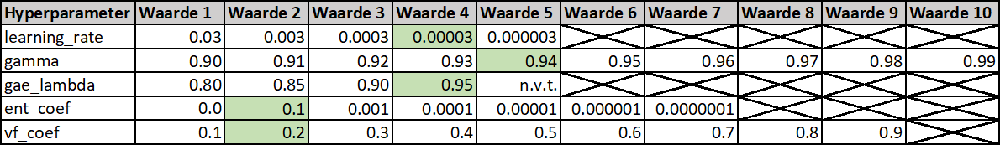 Hyperparameter Waarde 1 Waarde 2 Waarde 3 Waarde 4 Waarde 5 Waarde 6 Waarde 7 Waarde 8 Waarde 9 Waarde 10
learning_rate 0.03 0.003 0.0003 0.00003 0.000003
gamma 0.90 0.91 0.92 0.93 0.94 0.95 0.96 0.97 0.98 0.99
gae_lambda 0.80 0.85 0.90 0.95 n.v.t.
ent_coef 0.0 0.1 0.001 0.0001 0.00001 0.000001 0.0000001
vf_coef 0.1 0.2 0.3 0.4 0.5 0.6 0.7 0.8 0.9